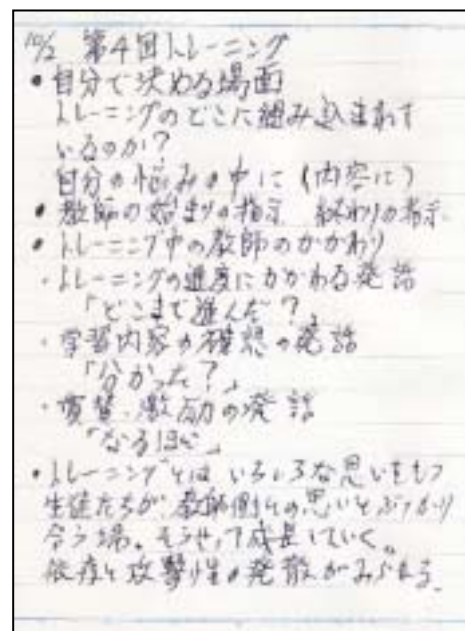 10/2 第4回トレーニング
・自分で決める場面
トレーニングのどこに組み込まれて
いるのか?
自分の悩みの中に(内容に)
・教師の始まりの指示 終わりの指示
・トレーニング中の教師のかかわり
・トレーニングの進度にかかわる発話
「どこまで進んだ?」
・学習内容の確認の発話
「分かった?」
・賞賛、激励の発話
「なるほど」
・トレーニングとは いろいろな思いをもつ
生徒たちが、教師側との思いとぶつかり
合う場。そうやって成長していく。
依存と攻撃性の発散がみられる。